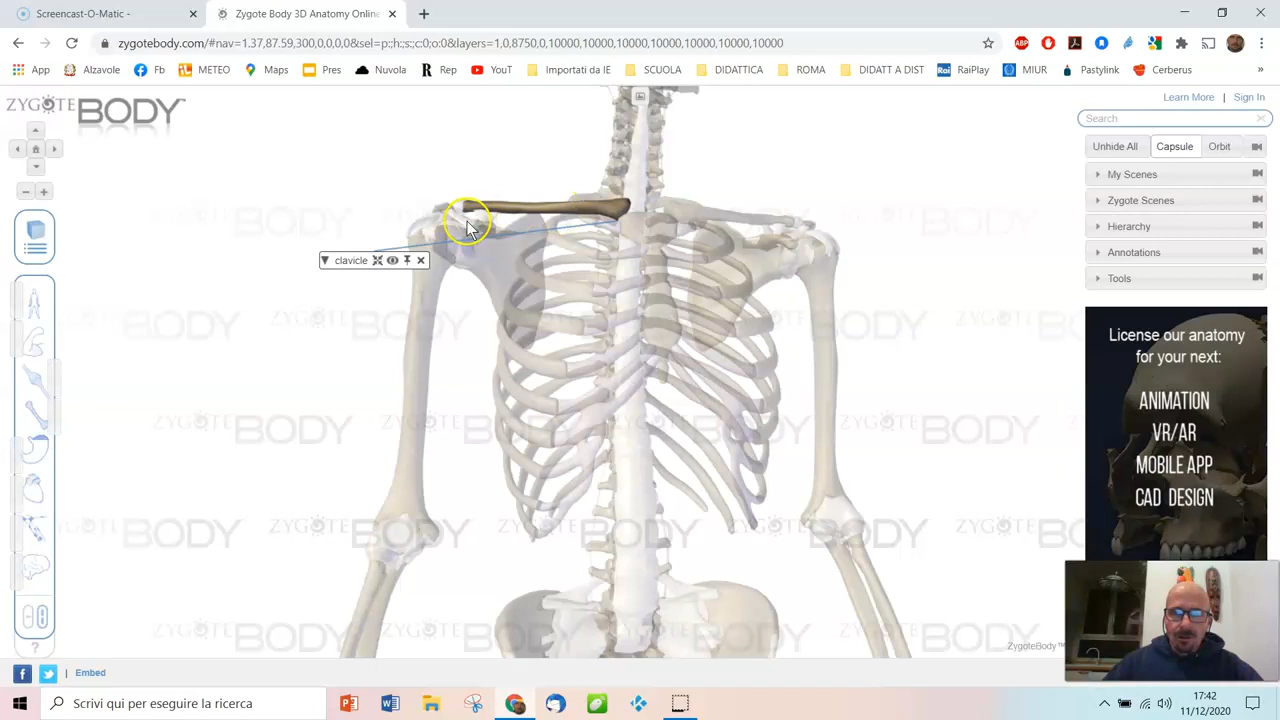 Screencast-O-Matic -
Zygote Body 3D Anatomy Online
zygotebody.com/#nav=1.37,87.59,300,0,0,0,0&sel=p:;h:;s:;c:0;o:0&layers=1,0,8750,0,10000,10000,10000,10000,10000,10000,10000
App
Alzavole
Fb
METEO
Maps
Pres
Nuvola
Rep
YouT
Importati da IE
SCUOLA
DIDATTICA
ROMA
DIDATT A DIST
RaiPlay
MIUR
Pastylink
Cerberus
»
ZYGOTE BODY™
Learn More | Sign In
Search
Unhide All
Capsule
Orbit
My Scenes
Zygote Scenes
Hierarchy
Annotations
Tools
clavicle
License our anatomy
for your next:
ANIMATION
VR/AR
MOBILE APP
CAD DESIGN
ZygoteBody™
?
Embed
Scrivi qui per eseguire la ricerca
17:42
11/12/2020